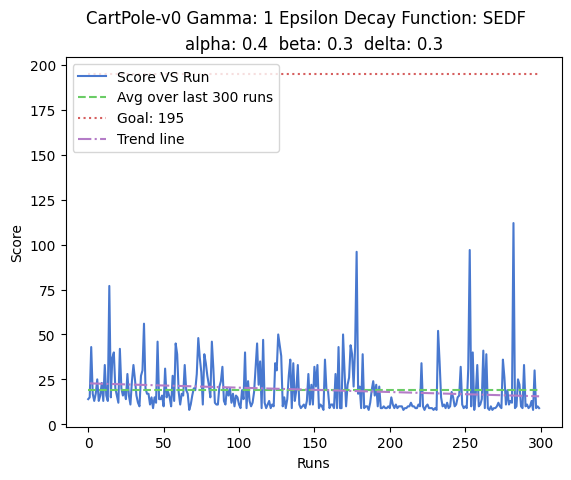 CartPole-v0 Gamma: 1 Epsilon Decay Function: SEDF
alpha: 0.4  beta: 0.3  delta: 0.3
200
175
150
125
100
75
50
25
0
Score
Score VS Run
Avg over last 300 runs
Goal: 195
Trend line
0
50
100
150
200
250
300
Runs